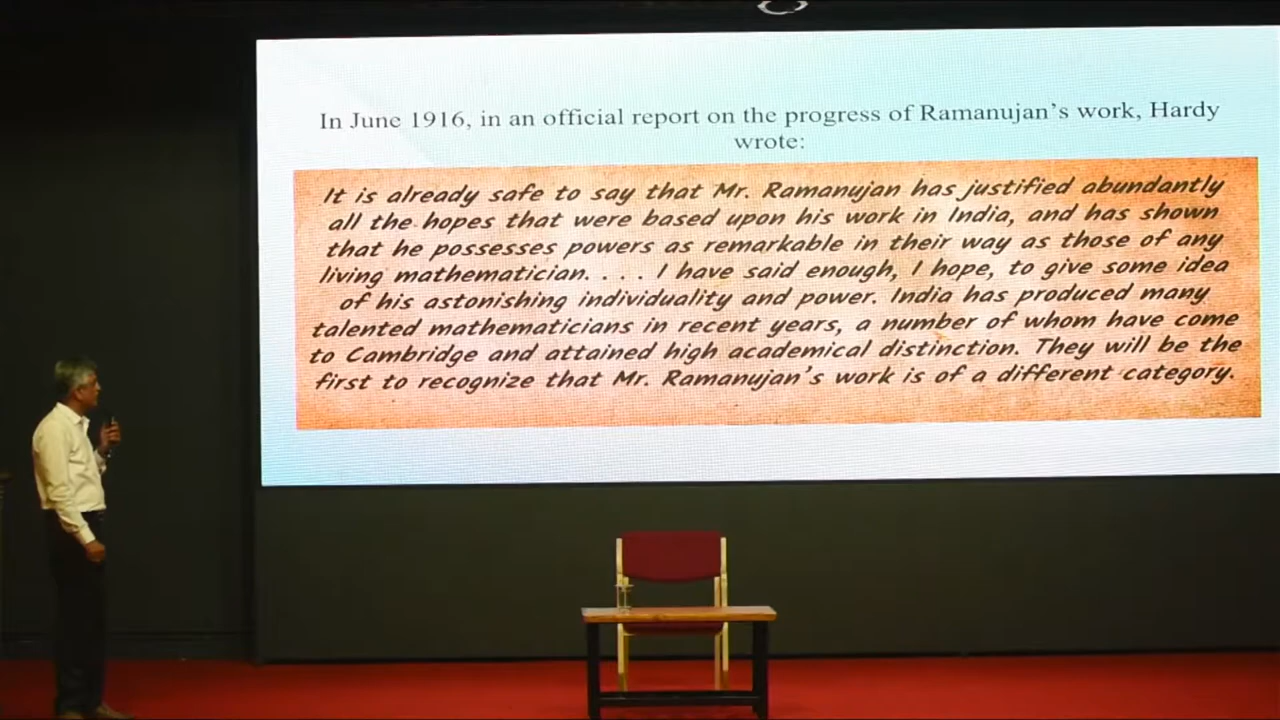 In June 1916, in an official report on the progress of Ramanujan’s work, Hardy
wrote:
It is already safe to say that Mr. Ramanujan has justified abundantly
all the hopes that were based upon his work in India, and has shown
that he possesses powers as remarkable in their way as those of any
living mathematician. . . . I have said enough, I hope, to give some idea
of his astonishing individuality and power. India has produced many
talented mathematicians in recent years, a number of whom have come
to Cambridge and attained high academical distinction. They will be the
first to recognize that Mr. Ramanujan’s work is of a different category.